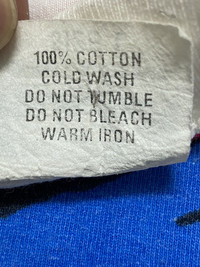 100% COTTON
COLD WASH
DO NOT TUMBLE
DO NOT BLEACH
WARM IRON